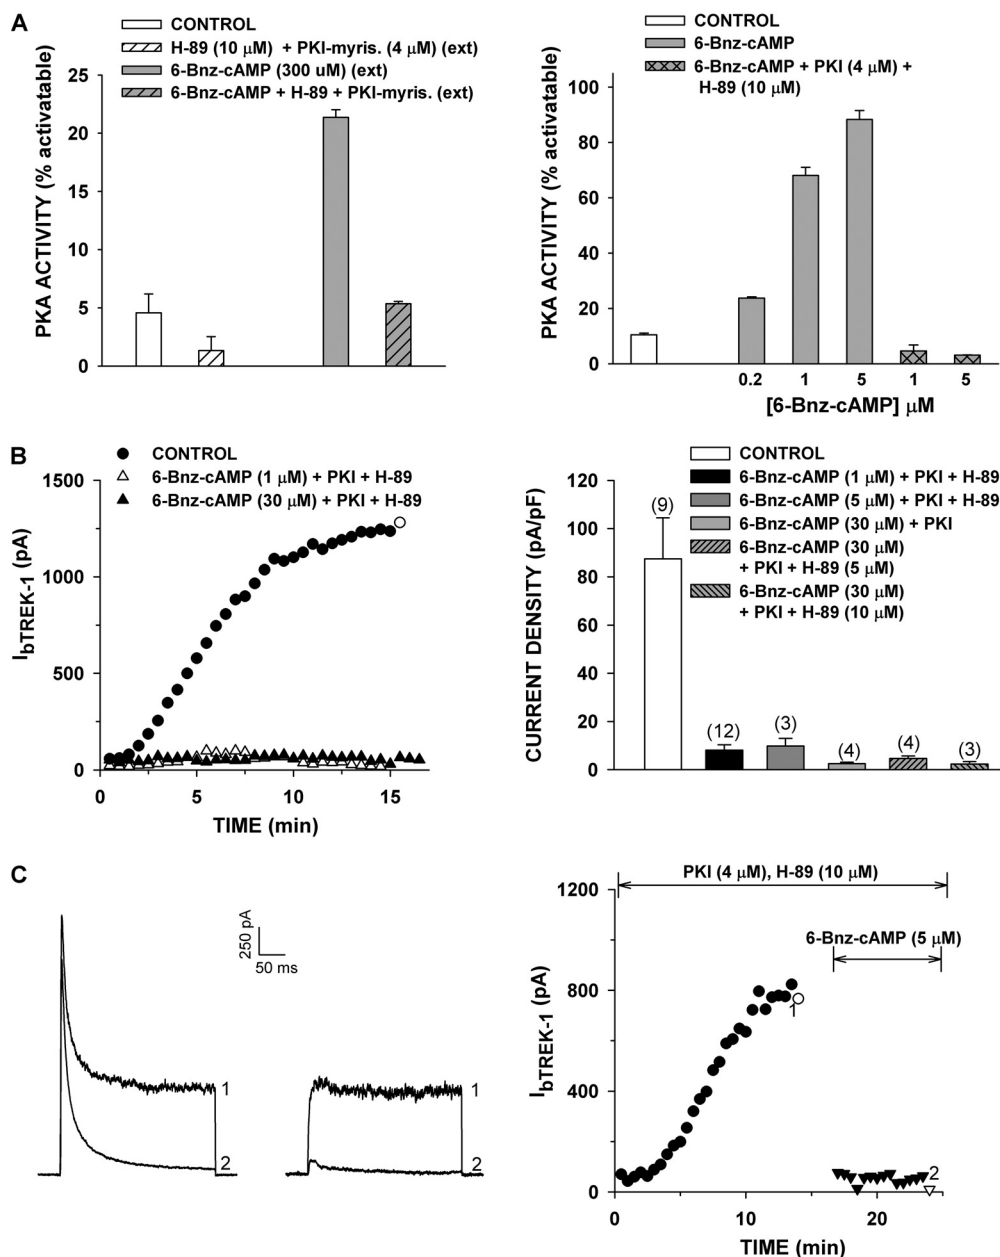 A
CONTROL
H-89 (10 µM) + PKI-myris. (4 µM) (ext)
6-Bnz-cAMP (300 uM) (ext)
6-Bnz-cAMP + H-89 + PKI-myris. (ext)
PKA ACTIVITY (% activatable)
25
20
15
10
5
0
CONTROL
6-Bnz-cAMP
6-Bnz-cAMP + PKI (4 µM) +
H-89 (10 µM)
PKA ACTIVITY (% activatable)
100
80
60
40
20
0
0.2 1 5 1 5
[6-Bnz-cAMP] µM
B
CONTROL
6-Bnz-cAMP (1 µM) + PKI + H-89
6-Bnz-cAMP (30 µM) + PKI + H-89
IbTREK-1 (pA)
1500
1000
500
0
0 5 10 15
TIME (min)
CONTROL
6-Bnz-cAMP (1 µM) + PKI + H-89
6-Bnz-cAMP (5 µM) + PKI + H-89
6-Bnz-cAMP (30 µM) + PKI
6-Bnz-cAMP (30 µM)
+ PKI + H-89 (5 µM)
6-Bnz-cAMP (30 µM)
+ PKI + H-89 (10 µM)
CURRENT DENSITY (pA/pF)
120
100
80
60
40
20
0
(9)
(12)
(3)
(4)
(4)
(3)
C
250 pA
50 ms
1
2
1
2
PKI (4 µM), H-89 (10 µM)
6-Bnz-cAMP (5 µM)
IbTREK-1 (pA)
1200
800
400
0
1
2
0 10 20
TIME (min)